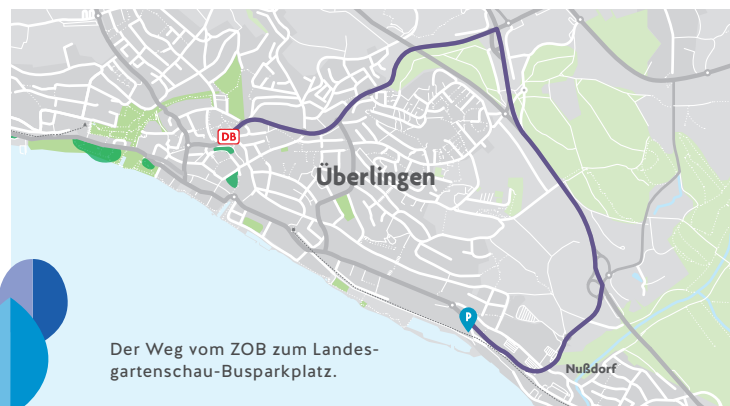 DB
Überlingen
P
Nußdorf
Der Weg vom ZOB zum Landes-
gartenschau-Busparkplatz.